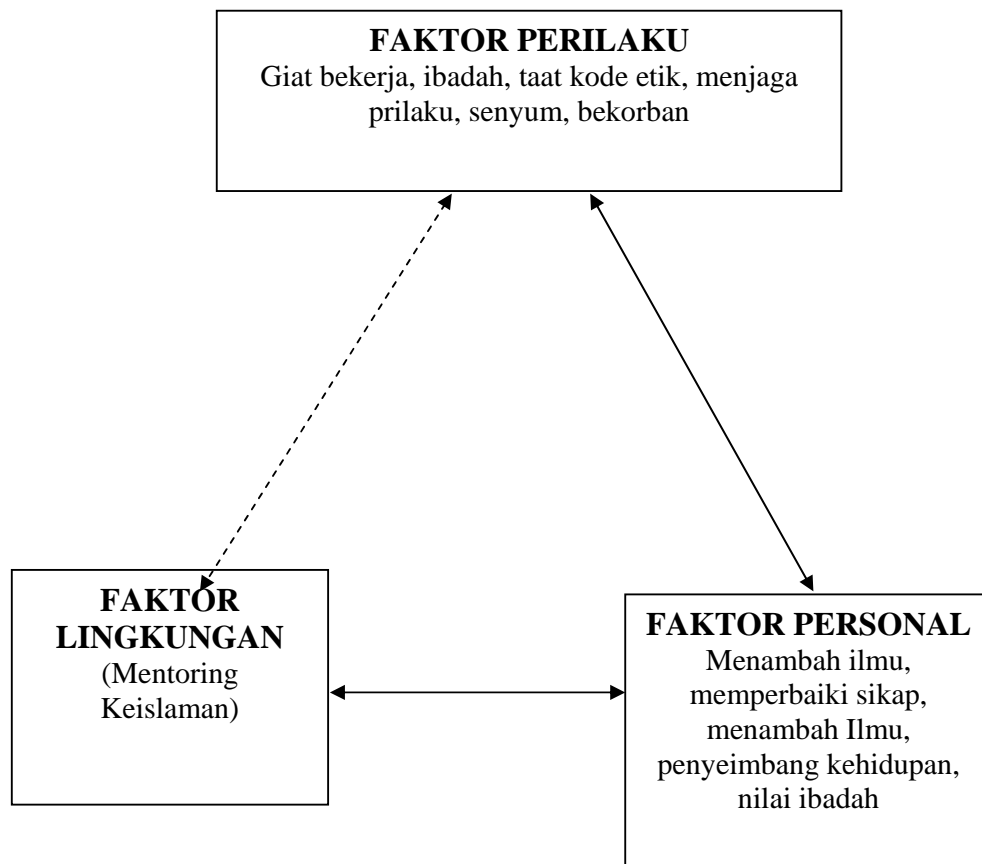 FAKTOR PERILAKU
Giat bekerja, ibadah, taat kode etik, menjaga
prilaku, senyum, bekorban
FAKTOR
LINGKUNGAN
(Mentoring
Keislaman)
FAKTOR PERSONAL
Menambah ilmu,
memperbaiki sikap,
menambah Ilmu,
penyeimbang kehidupan,
nilai ibadah